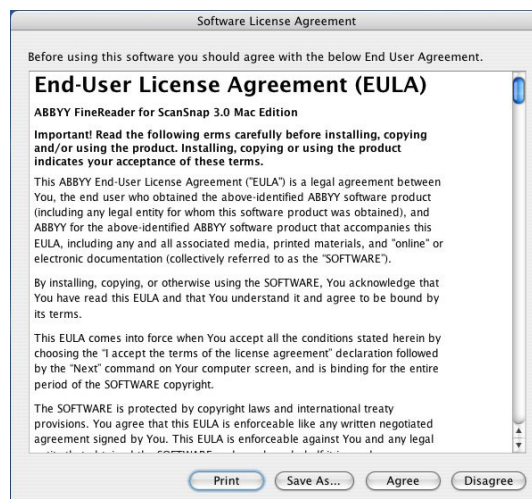 Software License Agreement
Before using this software you should agree with the below End User Agreement.
End-User License Agreement (EULA)
ABBYY FineReader for ScanSnap 3.0 Mac Edition
Important! Read the following erms carefully before installing, copying
and/or using the product. Installing, copying or using the product
indicates your acceptance of these terms.
This ABBYY End-User License Agreement ("EULA") is a legal agreement between
You, the end user who obtained the above-identified ABBYY software product
(including any legal entity for whom this software product was obtained), and
ABBYY for the above-identified ABBYY software product that accompanies this
EULA, including any and all associated media, printed materials, and "online" or
electronic documentation (collectively referred to as the "SOFTWARE").
By installing, copying, or otherwise using the SOFTWARE, You acknowledge that
You have read this EULA and that You understand it and agree to be bound by
its terms.
This EULA comes into force when You accept all the conditions stated herein by
choosing the "I accept the terms of the license agreement" declaration followed
by the "Next" command on Your computer screen, and is binding for the entire
period of the SOFTWARE copyright.
The SOFTWARE is protected by copyright laws and international treaty
provisions. You agree that this EULA is enforceable like any written negotiated
agreement signed by You. This EULA is enforceable against You and any legal
Print
Save As...
Agree
Disagree